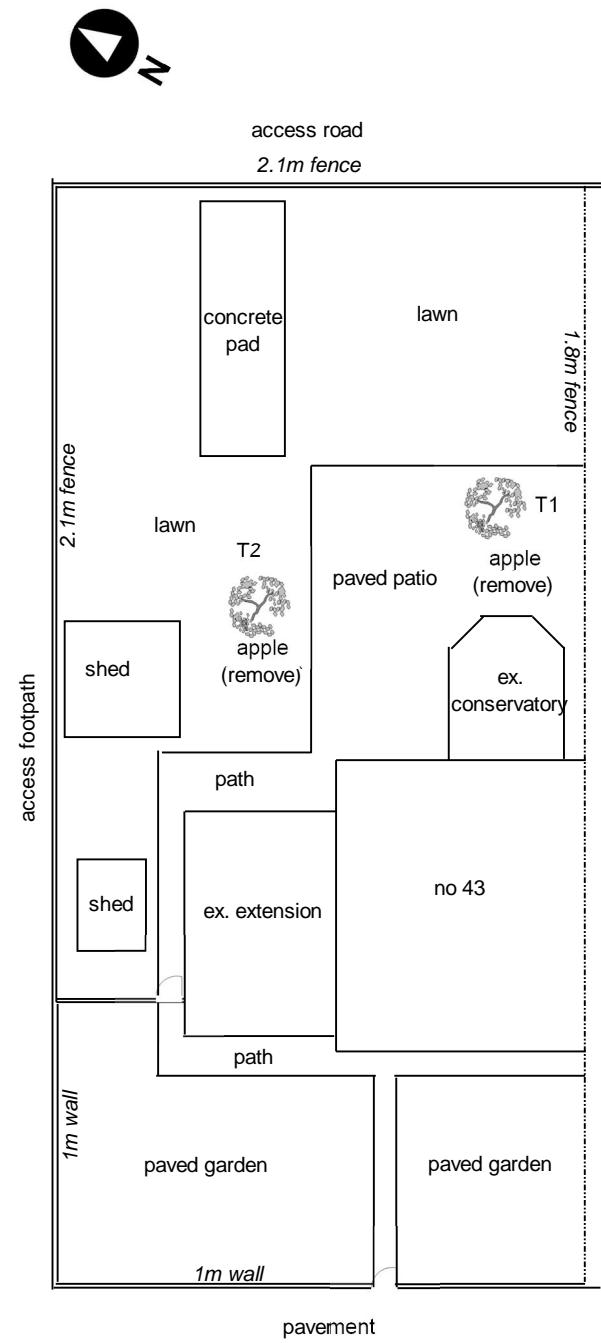 N
access road
2.1m fence
concrete
pad
lawn
1.8m fence
2.1m fence
lawn
T1
apple
(remove)
T2
paved patio
apple
(remove)
shed
ex.
conservatory
access footpath
path
shed
ex. extension
no 43
path
1m wall
paved garden
paved garden
1m wall
pavement